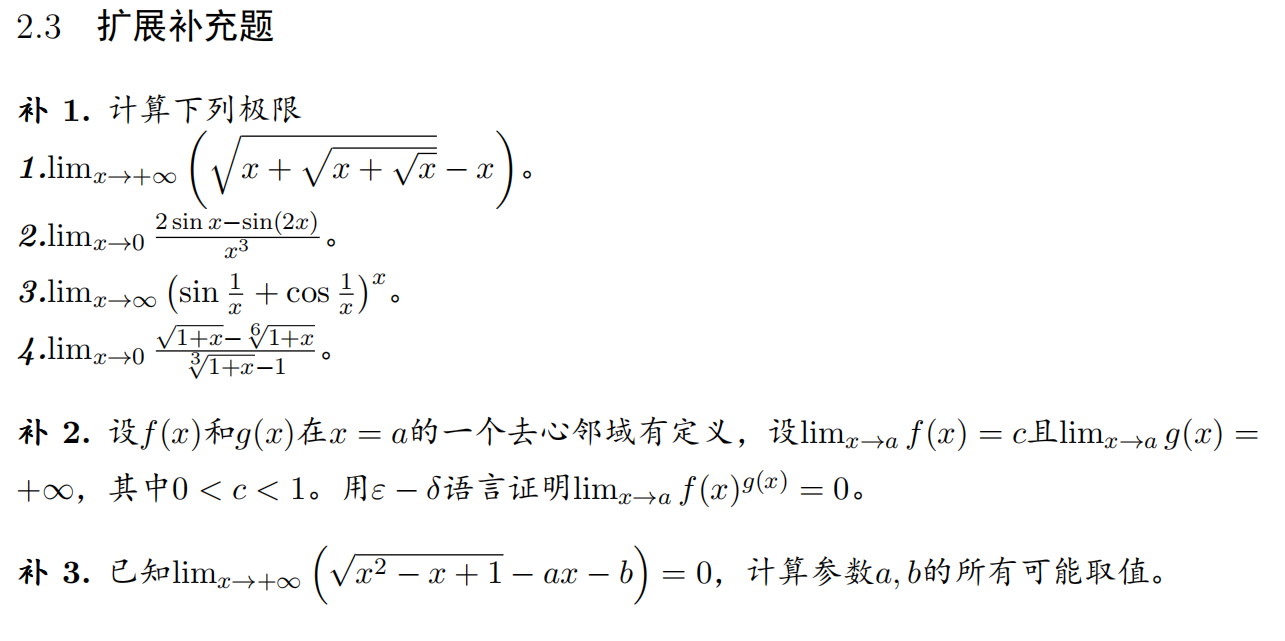 2.3 扩展补充题
补 1. 计算下列极限
1.$\lim_{x\to+\infty}\left(\sqrt{x+\sqrt{x+\sqrt{x}}}-x\right)$。
2.$\lim_{x\to 0}\frac{2\sin x-\sin(2x)}{x^3}$。
3.$\lim_{x\to\infty}\left(\sin\frac{1}{x}+\cos\frac{1}{x}\right)^x$。
4.$\lim_{x\to 0}\frac{\sqrt{1+x}-\sqrt[6]{1+x}}{\sqrt[3]{1+x}-1}$。
补 2. 设$f(x)$和$g(x)$在$x=a$的一个去心邻域有定义，设$\lim_{x\to a}f(x)=c$且$\lim_{x\to a}g(x)=$
$+\infty$，其中$0<c<1$。用$\varepsilon-\delta$语言证明$\lim_{x\to a}f(x)^{g(x)}=0$。
补 3. 已知$\lim_{x\to+\infty}\left(\sqrt{x^2-x+1}-ax-b\right)=0$，计算参数$a,b$的所有可能取值。